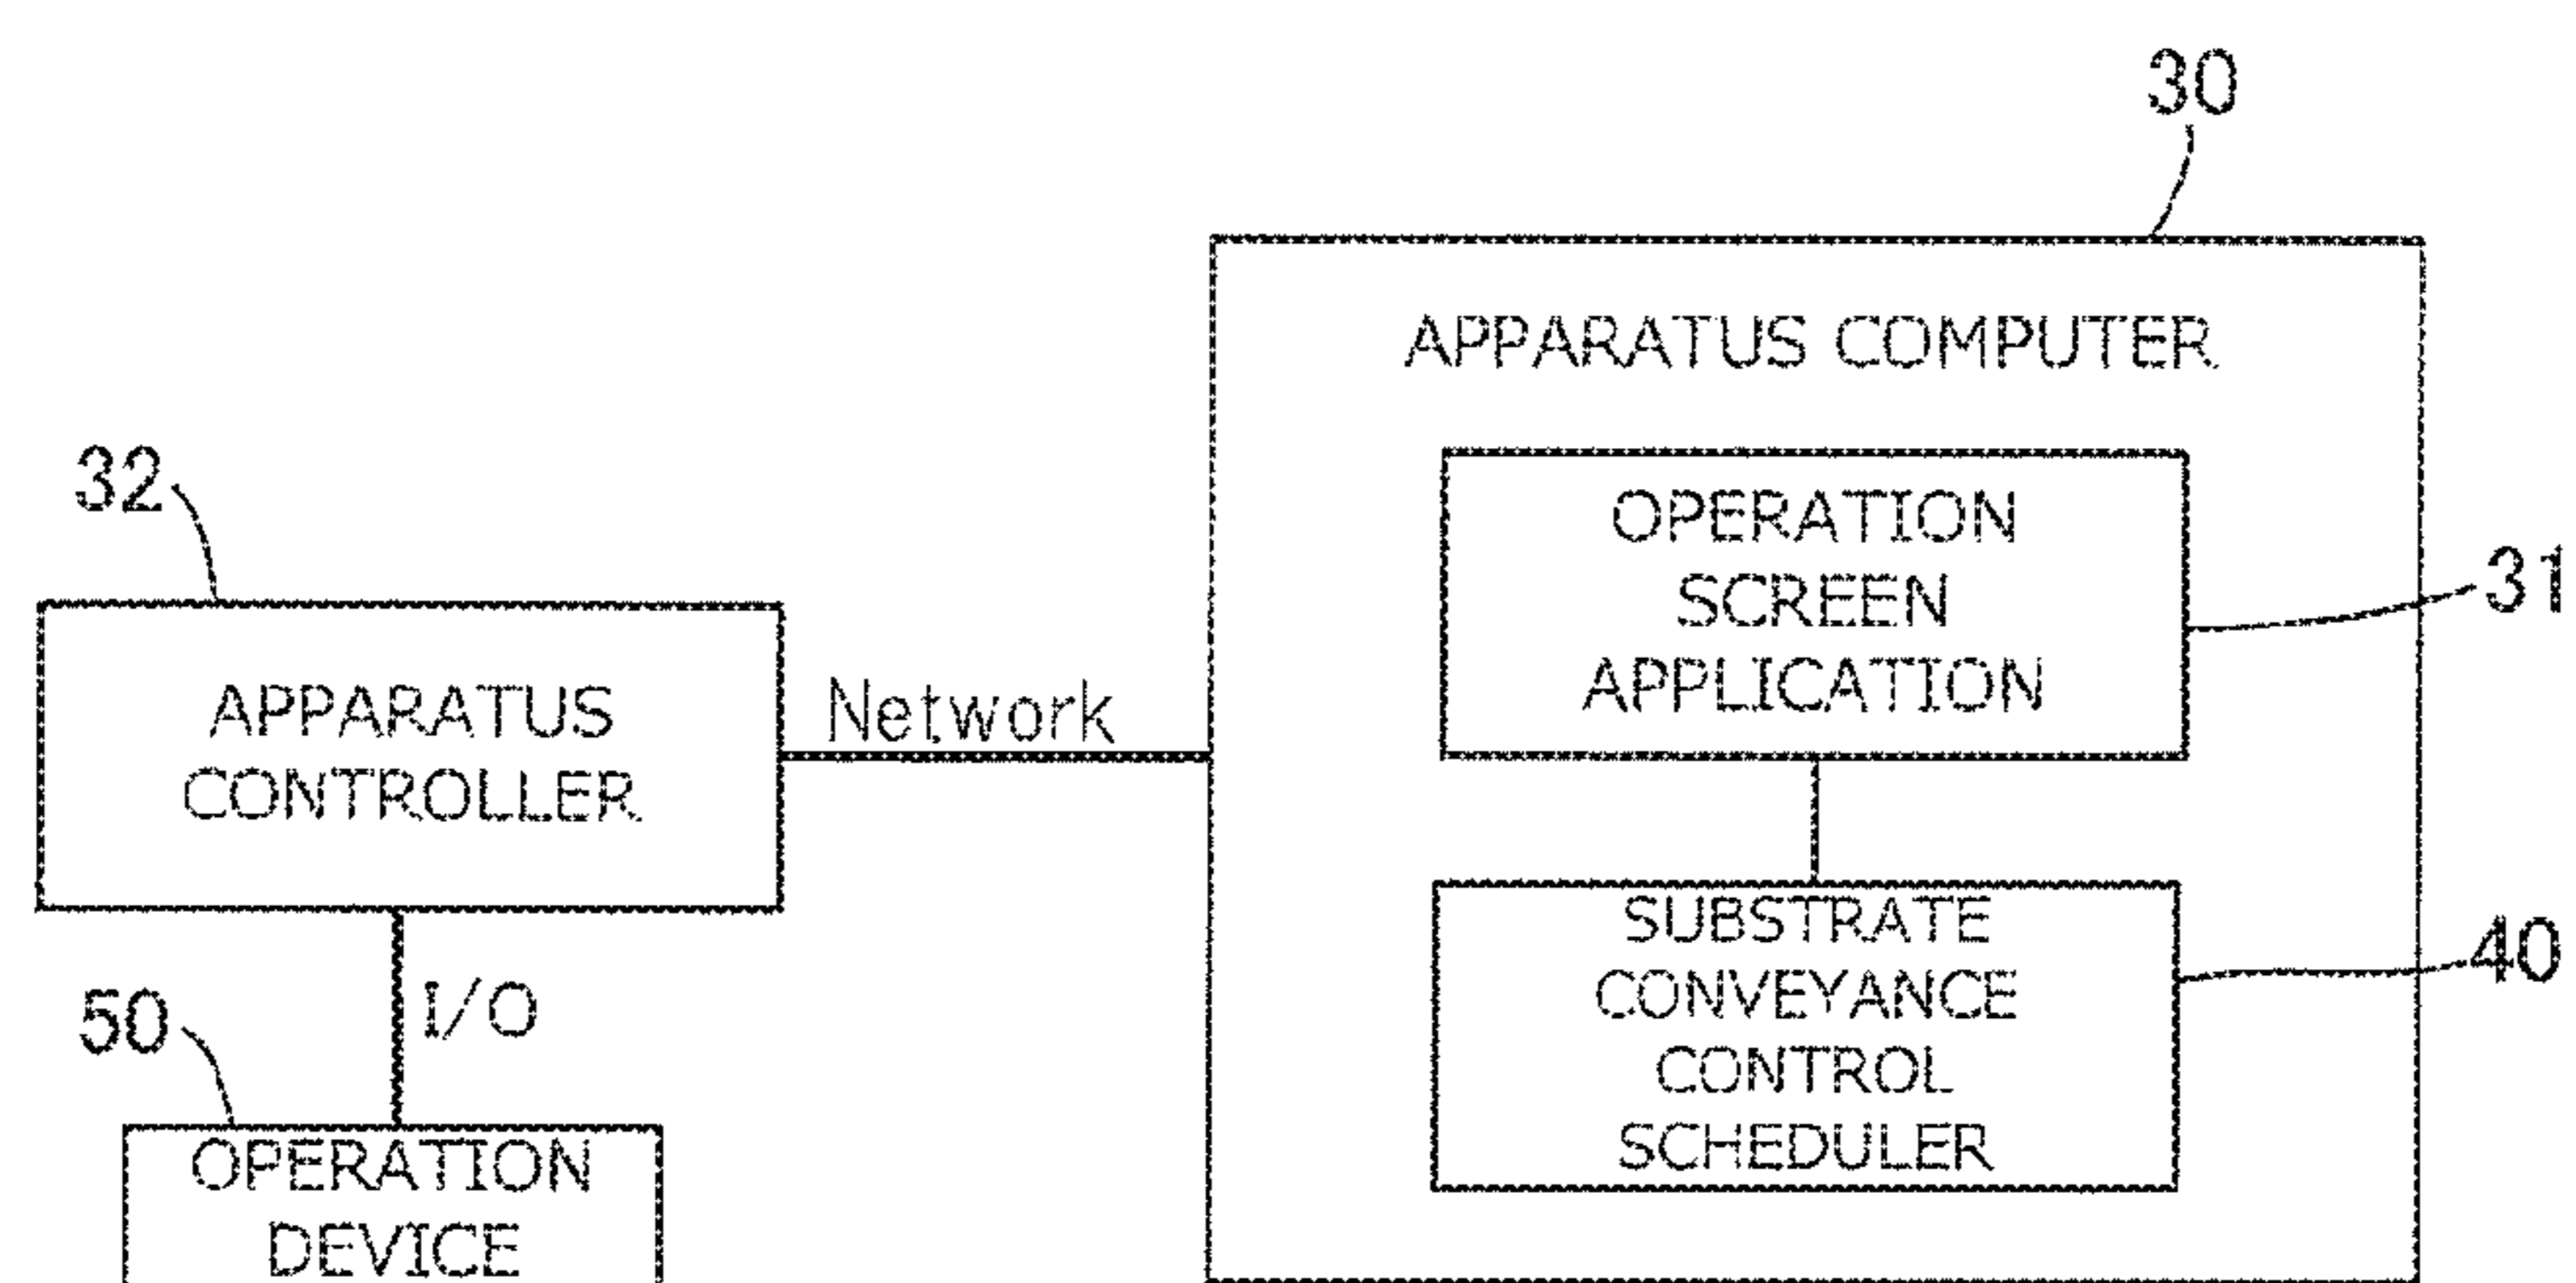 30
APPARATUS COMPUTER
32
OPERATION
SCREEN
APPLICATION
31
APPARATUS
CONTROLLER
Network
SUBSTRATE
CONVEYANCE
CONTROL
SCHEDULER
40
I/O
50
OPERATION
DEVICE